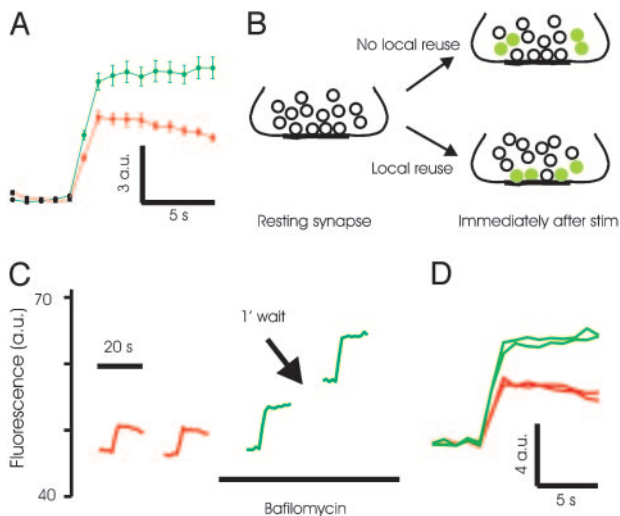 A
3 a.u.
5 s
B
No local reuse
Local reuse
Resting synapse
Immediately after stim
C
Fluorescence (a.u.)
70
40
20 s
1' wait
Bafilomycin
D
4 a.u.
5 s